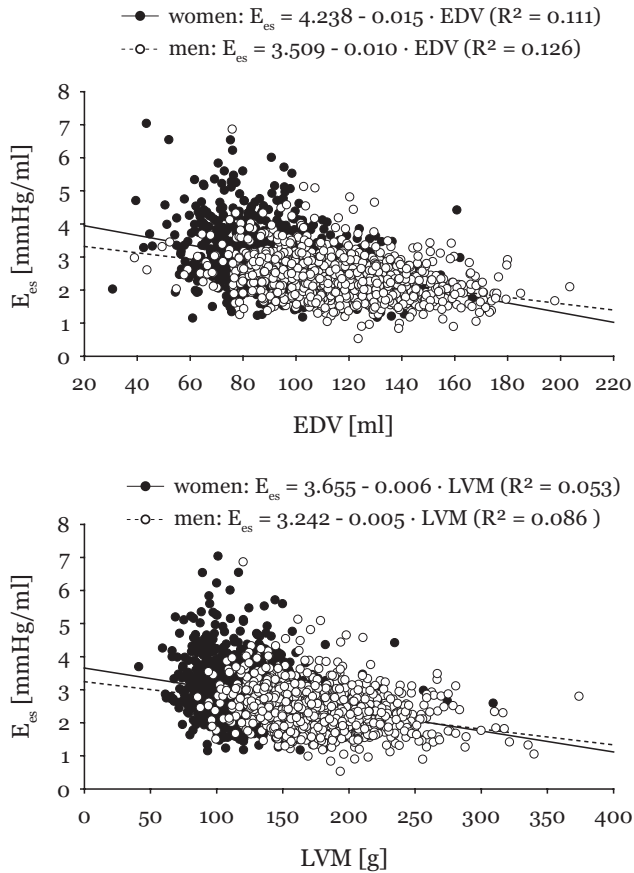 women: Ees = 4.238 - 0.015 · EDV (R² = 0.111)
men: Ees = 3.509 - 0.010 · EDV (R² = 0.126)
8
7
6
5
4
3
2
1
0
Ees [mmHg/ml]
20 40 60 80 100 120 140 160 180 200 220
EDV [ml]
women: Ees = 3.655 - 0.006 · LVM (R² = 0.053)
men: Ees = 3.242 - 0.005 · LVM (R² = 0.086 )
8
7
6
5
4
3
2
1
0
Ees [mmHg/ml]
0 50 100 150 200 250 300 350 400
LVM [g]